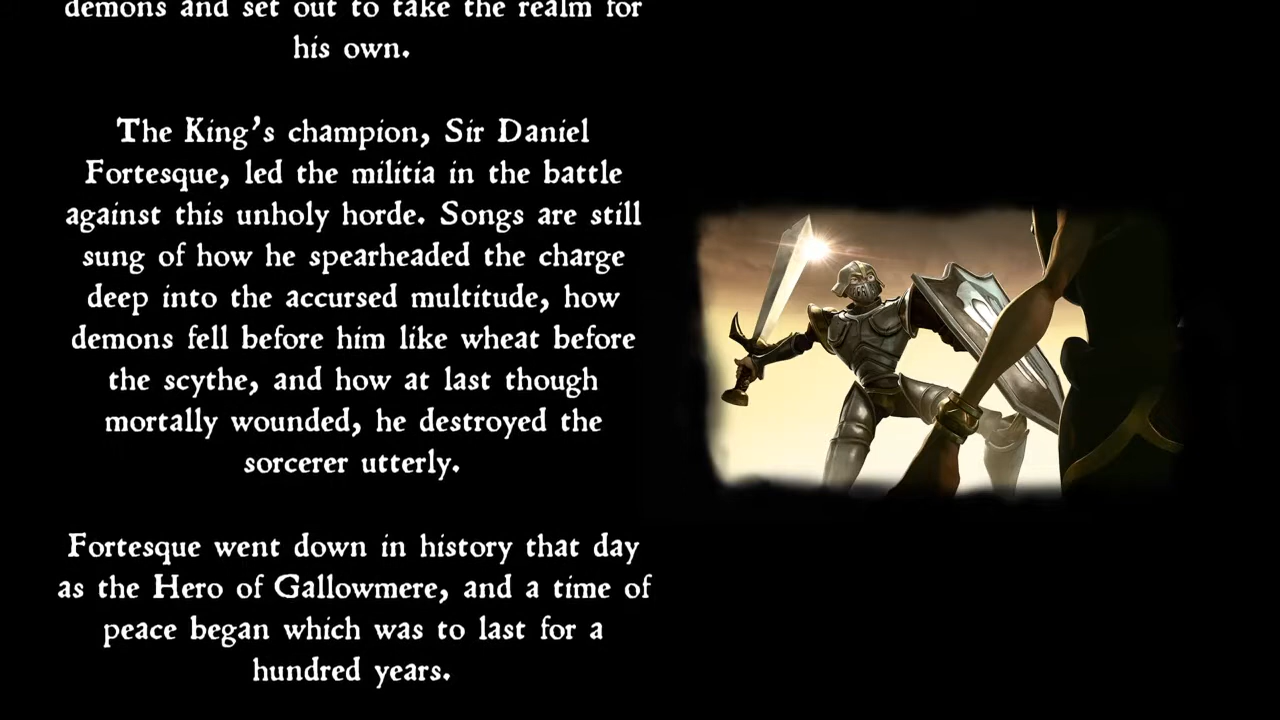 demons and set out to take the realm for
his own.
The King's champion, Sir Daniel
Fortesque, led the militia in the battle
against this unholy horde. Songs are still
sung of how he spearheaded the charge
deep into the accursed multitude, how
demons fell before him like wheat before
the scythe, and how at last though
mortally wounded, he destroyed the
sorcerer utterly.
Fortesque went down in history that day
as the Hero of Gallowmere, and a time of
peace began which was to last for a
hundred years.